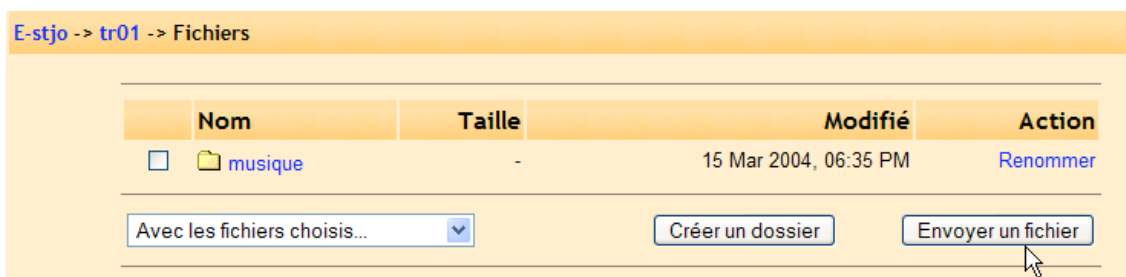 E-stjo -> tr01 -> Fichiers
Nom Taille Modifié Action
musique - 15 Mar 2004, 06:35 PM Renommer
Avec les fichiers choisis... Créer un dossier Envoyer un fichier